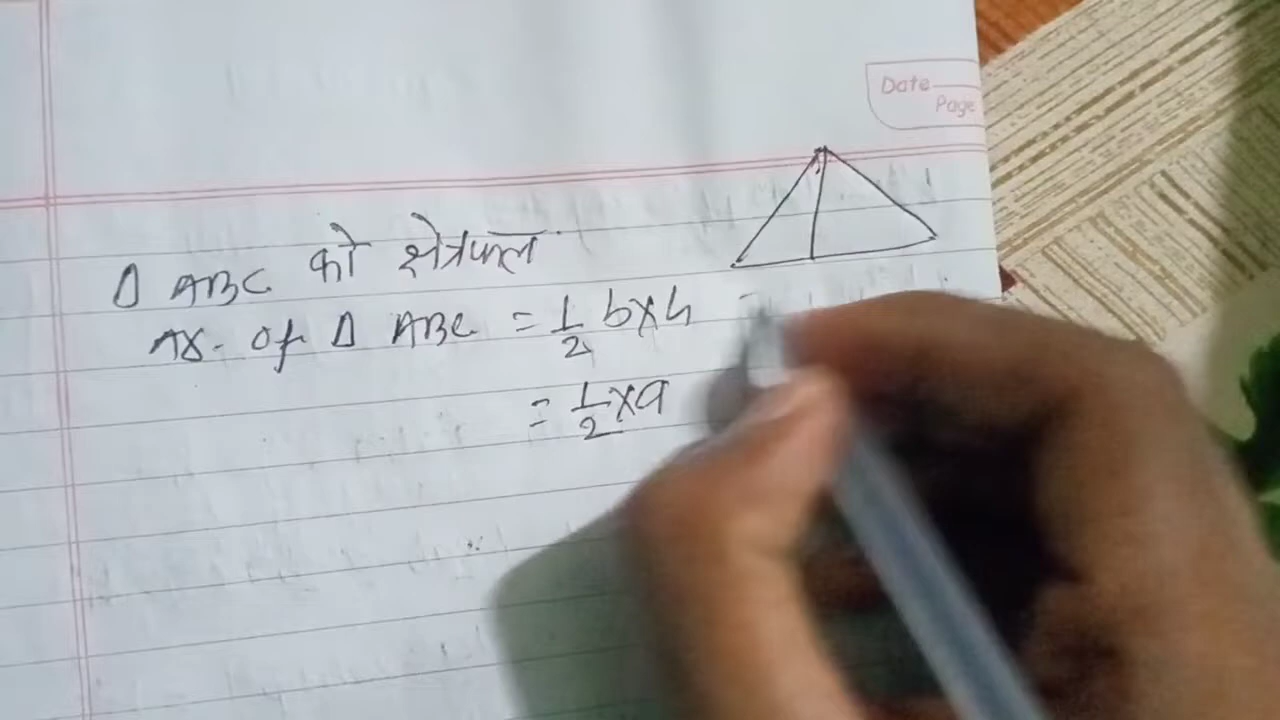 Date
Page
Δ ABC को क्षेत्रफल
Ar. of Δ ABC = 1/2 b×h
= 1/2 × a